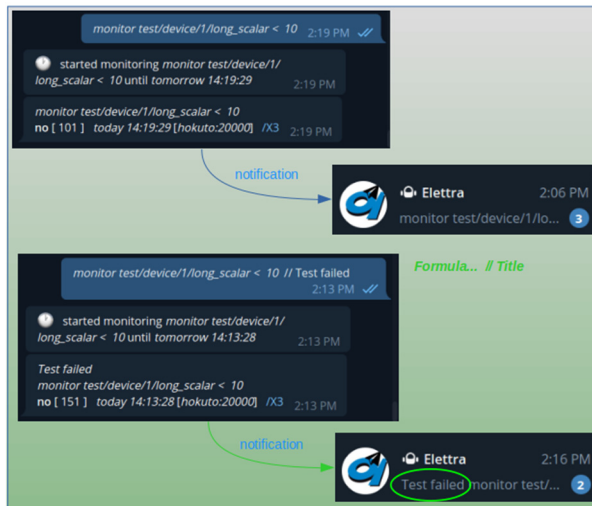 monitor test/device/1/long_scalar < 10 2:19 PM
started monitoring monitor test/device/1/
long_scalar < 10 until tomorrow 14:19:29
2:19 PM
monitor test/device/1/long_scalar < 10
no [ 101 ] today 14:19:29 [hokuto:20000] /X3 2:19 PM
notification
Elettra 2:06 PM
monitor test/device/1/lo... 3
monitor test/device/1/long_scalar < 10 // Test failed
2:13 PM
Formula... // Title
started monitoring monitor test/device/1/
long_scalar < 10 until tomorrow 14:13:28
2:13 PM
Test failed
monitor test/device/1/long_scalar < 10
no [ 151 ] today 14:13:28 [hokuto:20000] /X3 2:13 PM
notification
Elettra 2:16 PM
Test failed monitor test/... 2